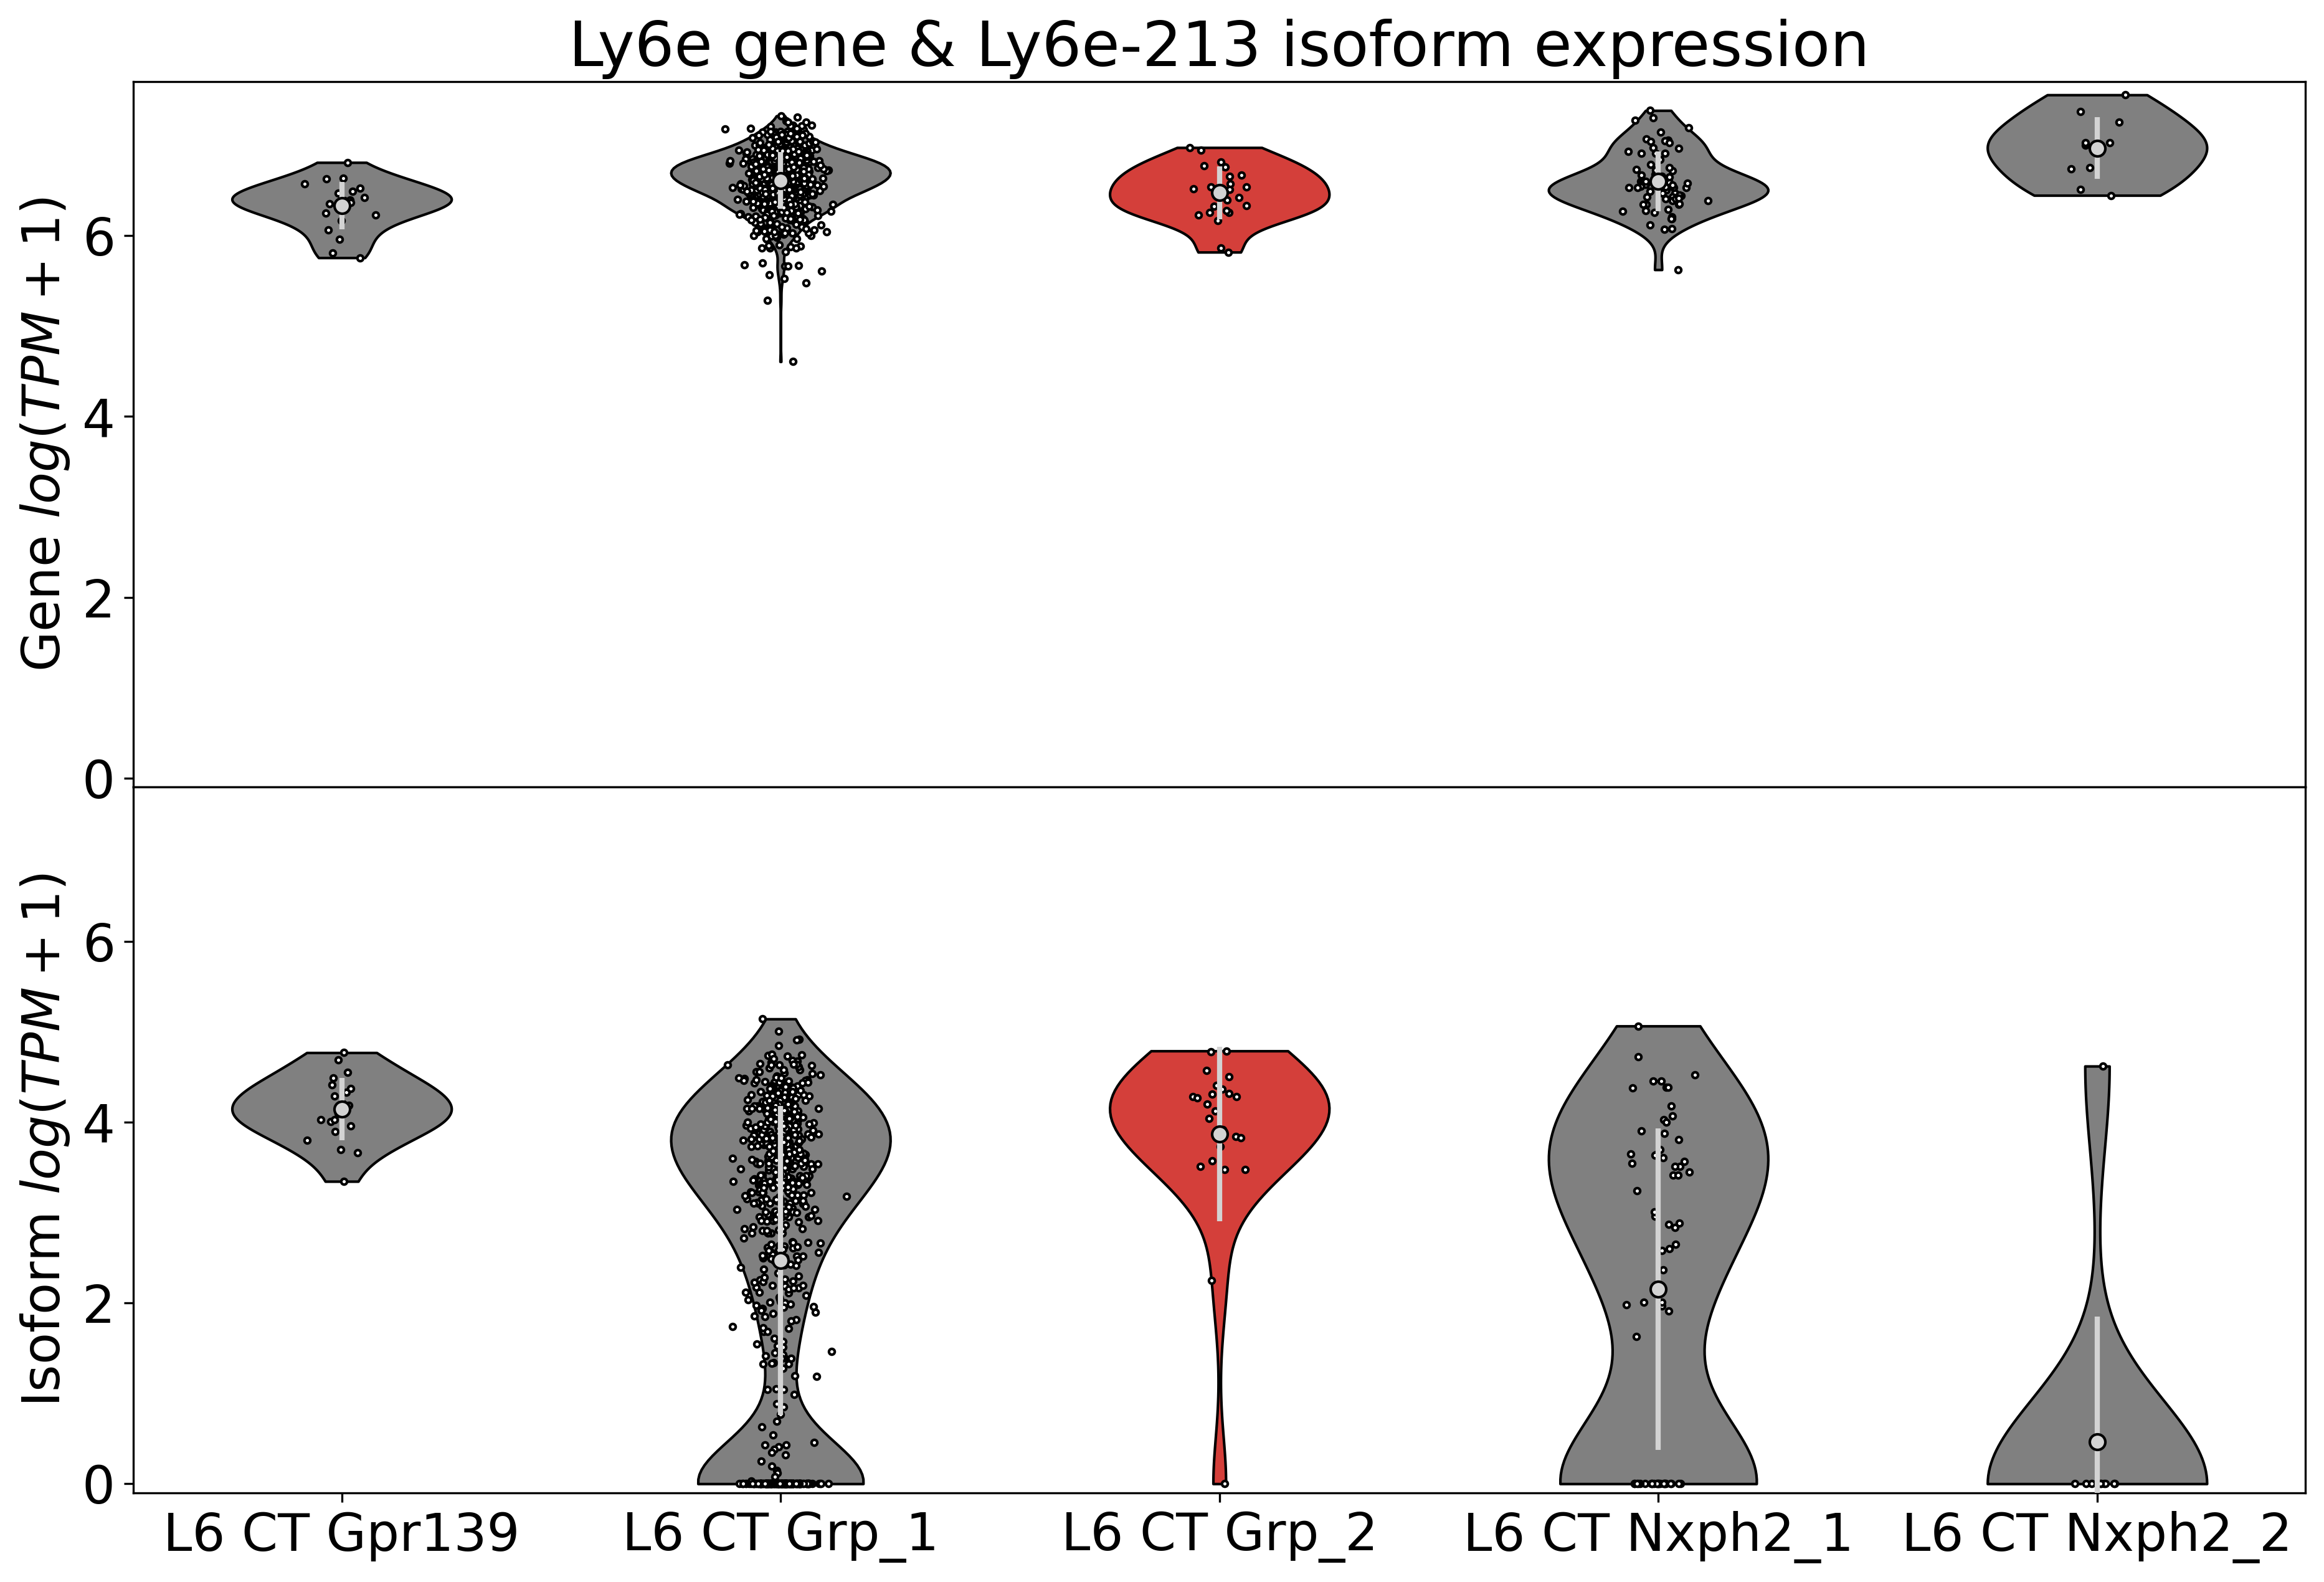 Ly6e gene & Ly6e-213 isoform expression
Gene log(TPM + 1)
6
4
2
0
Isoform log(TPM + 1)
6
4
2
0
L6 CT Gpr139 L6 CT Grp_1 L6 CT Grp_2 L6 CT Nxph2_1 L6 CT Nxph2_2